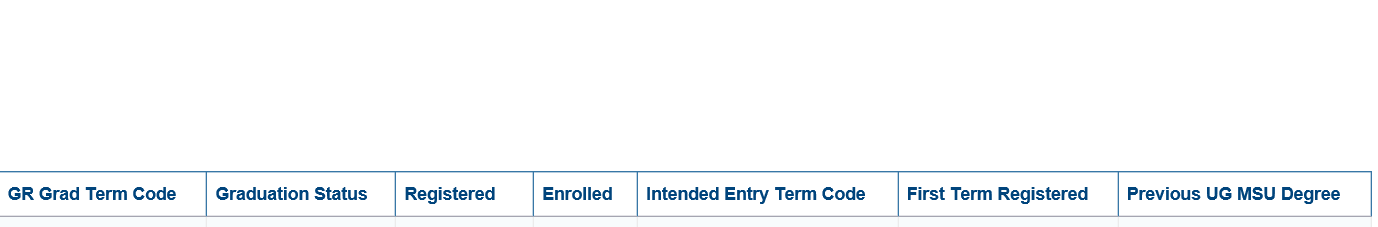 GR Grad Term Code Graduation Status Registered Enrolled Intended Entry Term Code First Term Registered Previous UG MSU Degree